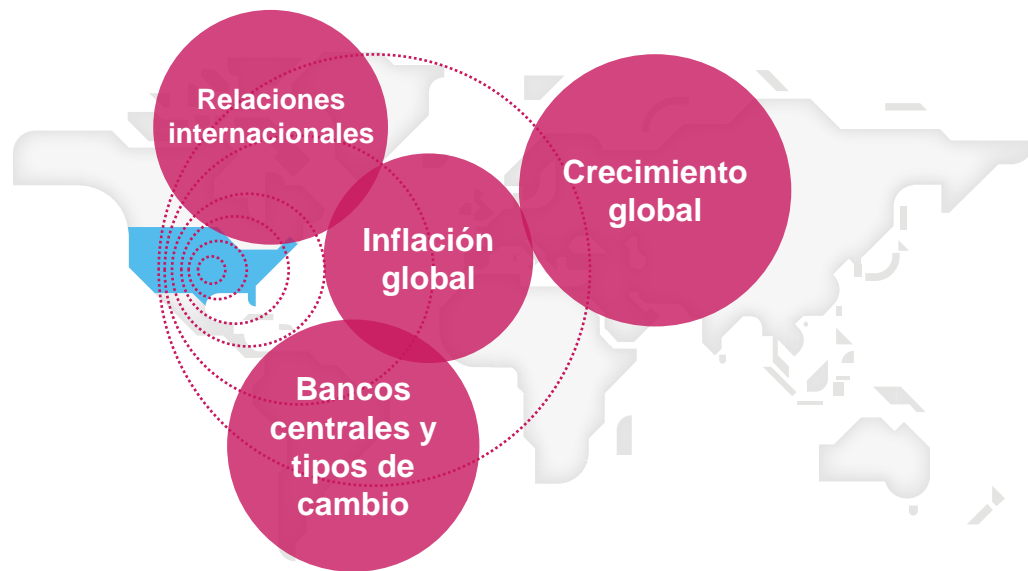 Relaciones
internacionales
Crecimiento
global
Inflación
global
Bancos
centrales y
tipos de
cambio